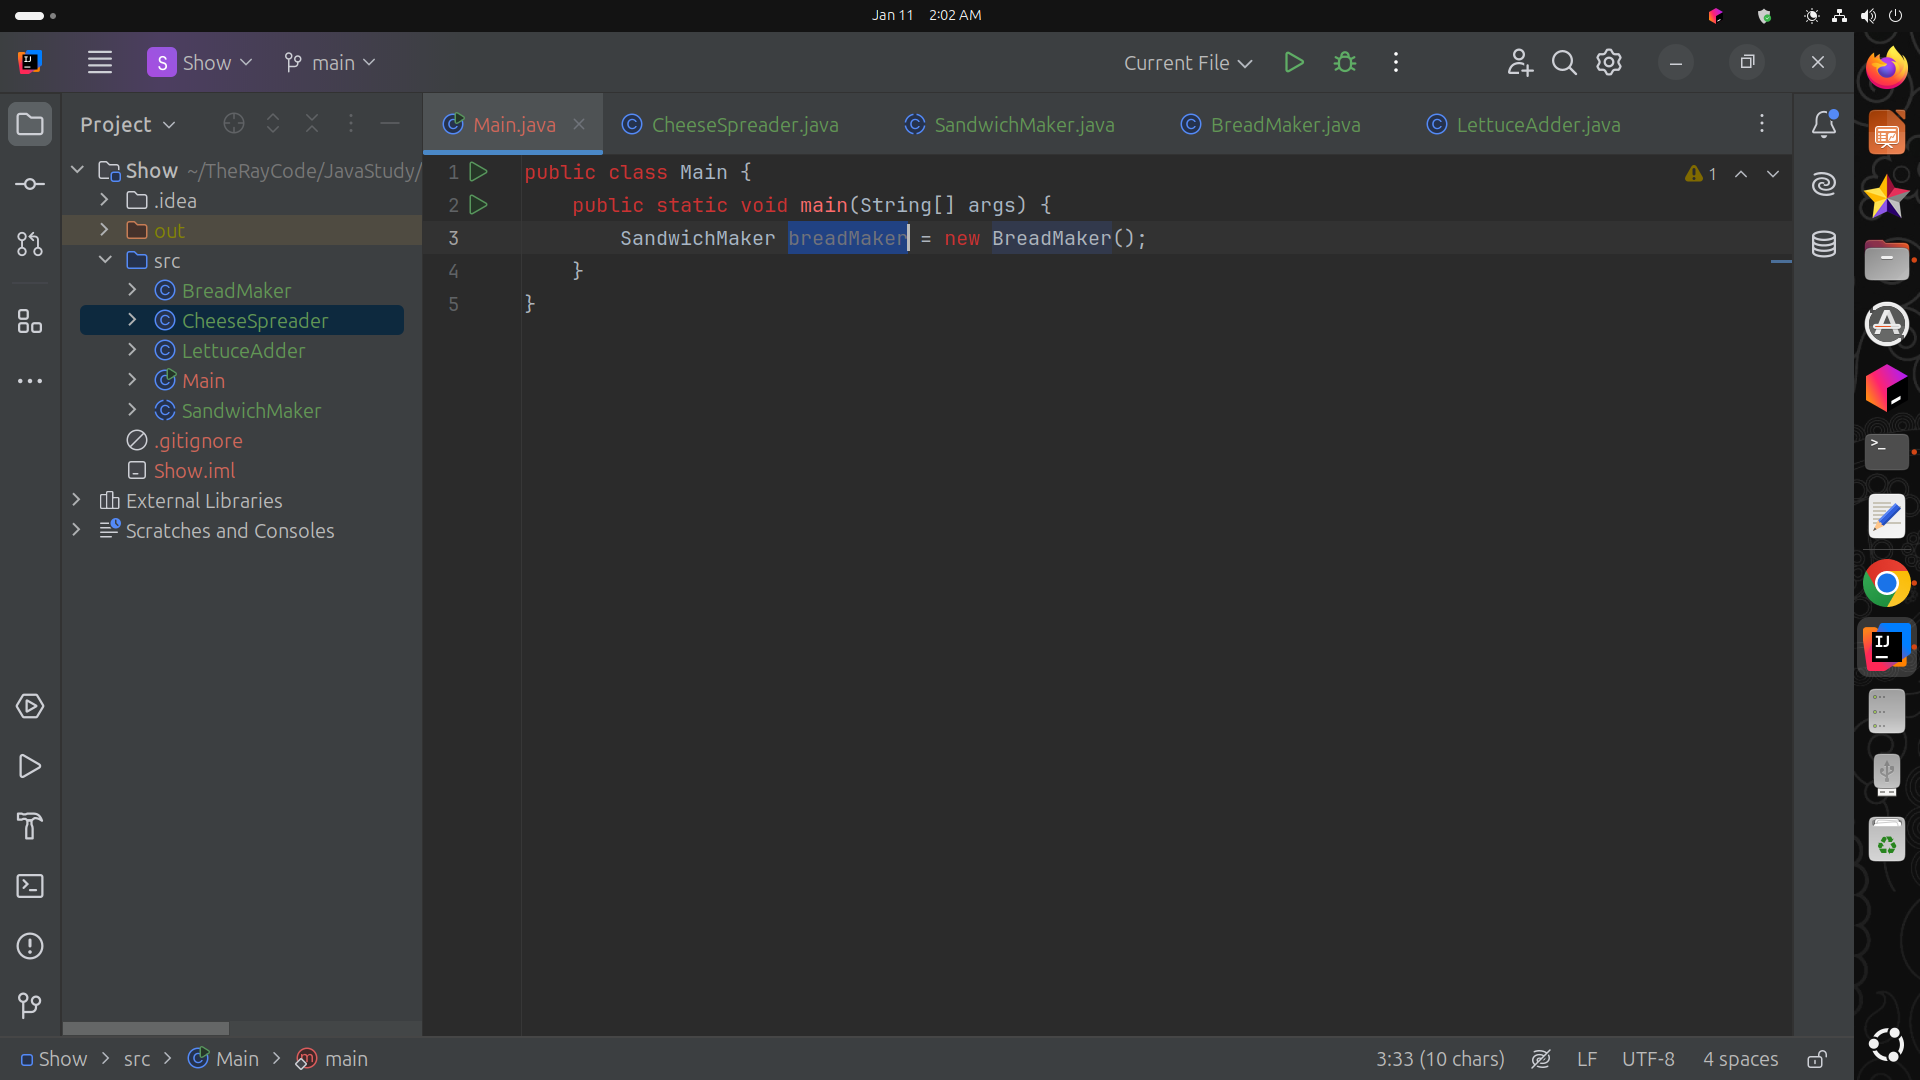 Jan 11 2:02 AM
S Show main Current File
Project
Main.java CheeseSpreader.java SandwichMaker.java BreadMaker.java LettuceAdder.java
Show ~/TheRayCode/JavaStudy/
.idea
out
src
BreadMaker
CheeseSpreader
LettuceAdder
Main
SandwichMaker
.gitignore
Show.iml
External Libraries
Scratches and Consoles
1 public class Main {
2 public static void main(String[] args) {
3 SandwichMaker breadMaker = new BreadMaker();
4 }
5 }
1
Show src Main main 3:33 (10 chars) LF UTF-8 4 spaces